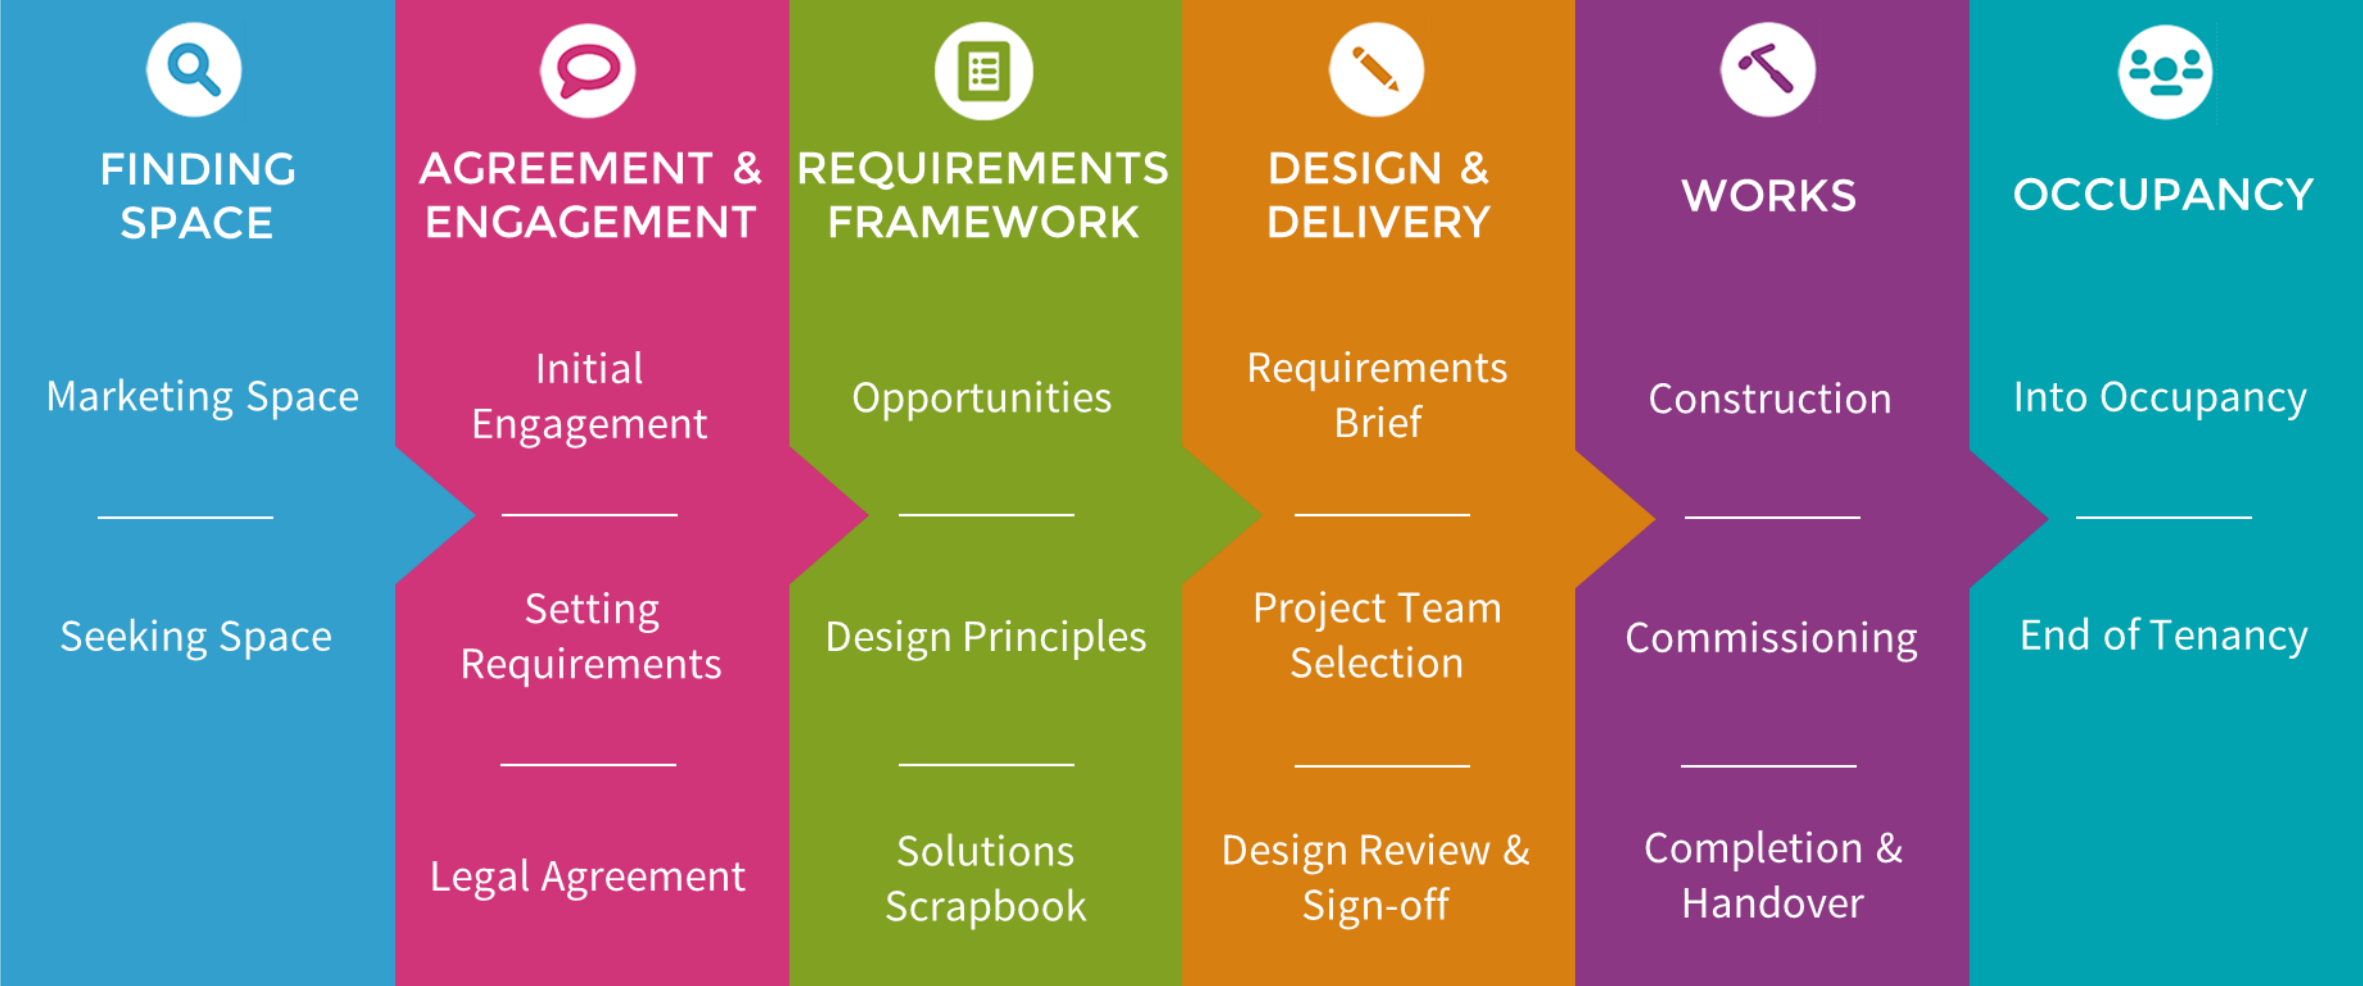 FINDING
SPACE
Marketing Space
Seeking Space
AGREEMENT &
ENGAGEMENT
Initial
Engagement
Setting
Requirements
Legal Agreement
REQUIREMENTS
FRAMEWORK
Opportunities
Design Principles
Solutions
Scrapbook
DESIGN &
DELIVERY
Requirements
Brief
Project Team
Selection
Design Review &
Sign-off
WORKS
Construction
Commissioning
Completion &
Handover
OCCUPANCY
Into Occupancy
End of Tenancy